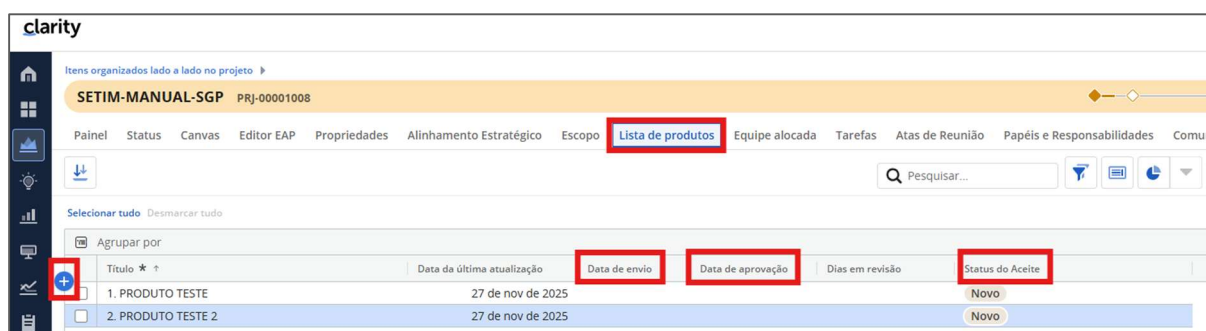 clarity
Itens organizados lado a lado no projeto
SETIM-MANUAL-SGP PRJ-00001008
Painel Status Canvas Editor EAP Propriedades Alinhamento Estratégico Escopo Lista de produtos Equipe alocada Tarefas Atas de Reunião Papéis e Responsabilidades Comu
Pesquisar...
Selecionar tudo Desmarcar tudo
Agrupar por
Título * ↑ Data da última atualização Data de envio Data de aprovação Dias em revisão Status do Aceite
1. PRODUTO TESTE 27 de nov de 2025 Novo
2. PRODUTO TESTE 2 27 de nov de 2025 Novo